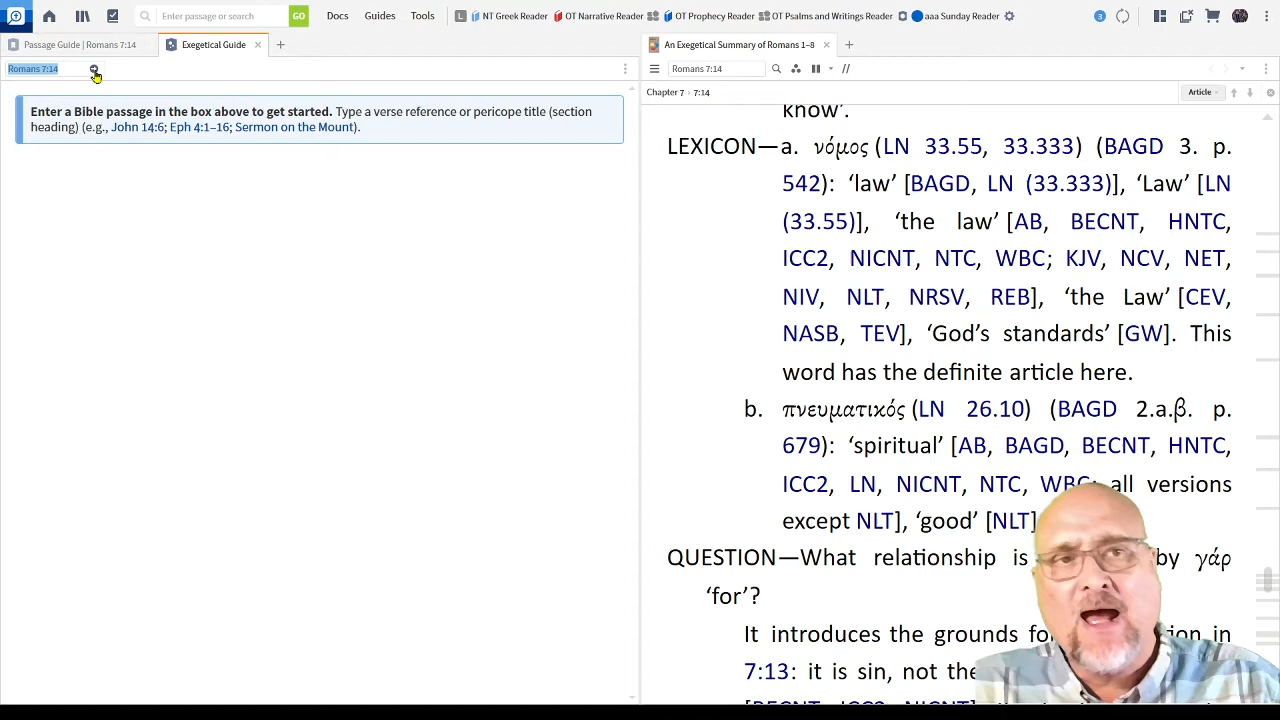 Enter passage or search GO Docs Guides Tools L NT Greek Reader OT Narrative Reader OT Prophecy Reader OT Psalms and Writings Reader aaa Sunday Reader 3
Passage Guide | Romans 7:14 Exegetical Guide
Romans 7:14
Enter a Bible passage in the box above to get started. Type a verse reference or pericope title (section
heading) (e.g., John 14:6; Eph 4:1–16; Sermon on the Mount).
An Exegetical Summary of Romans 1–8
Romans 7:14
Chapter 7 › 7:14 Article
know’.
LEXICON—a. νόμος (LN 33.55, 33.333) (BAGD 3. p.
542): ‘law’ [BAGD, LN (33.333)], ‘Law’ [LN
(33.55)], ‘the law’ [AB, BECNT, HNTC,
ICC2, NICNT, NTC, WBC; KJV, NCV, NET,
NIV, NLT, NRSV, REB], ‘the Law’ [CEV,
NASB, TEV], ‘God’s standards’ [GW]. This
word has the definite article here.
b. πνευματικός (LN 26.10) (BAGD 2.a.β. p.
679): ‘spiritual’ [AB, BAGD, BECNT, HNTC,
ICC2, LN, NICNT, NTC, WBC; all versions
except NLT], ‘good’ [NLT]
QUESTION—What relationship is by γάρ
‘for’?
It introduces the grounds in
7:13: it is sin, not
[BECNT, ICC2, NICNT]